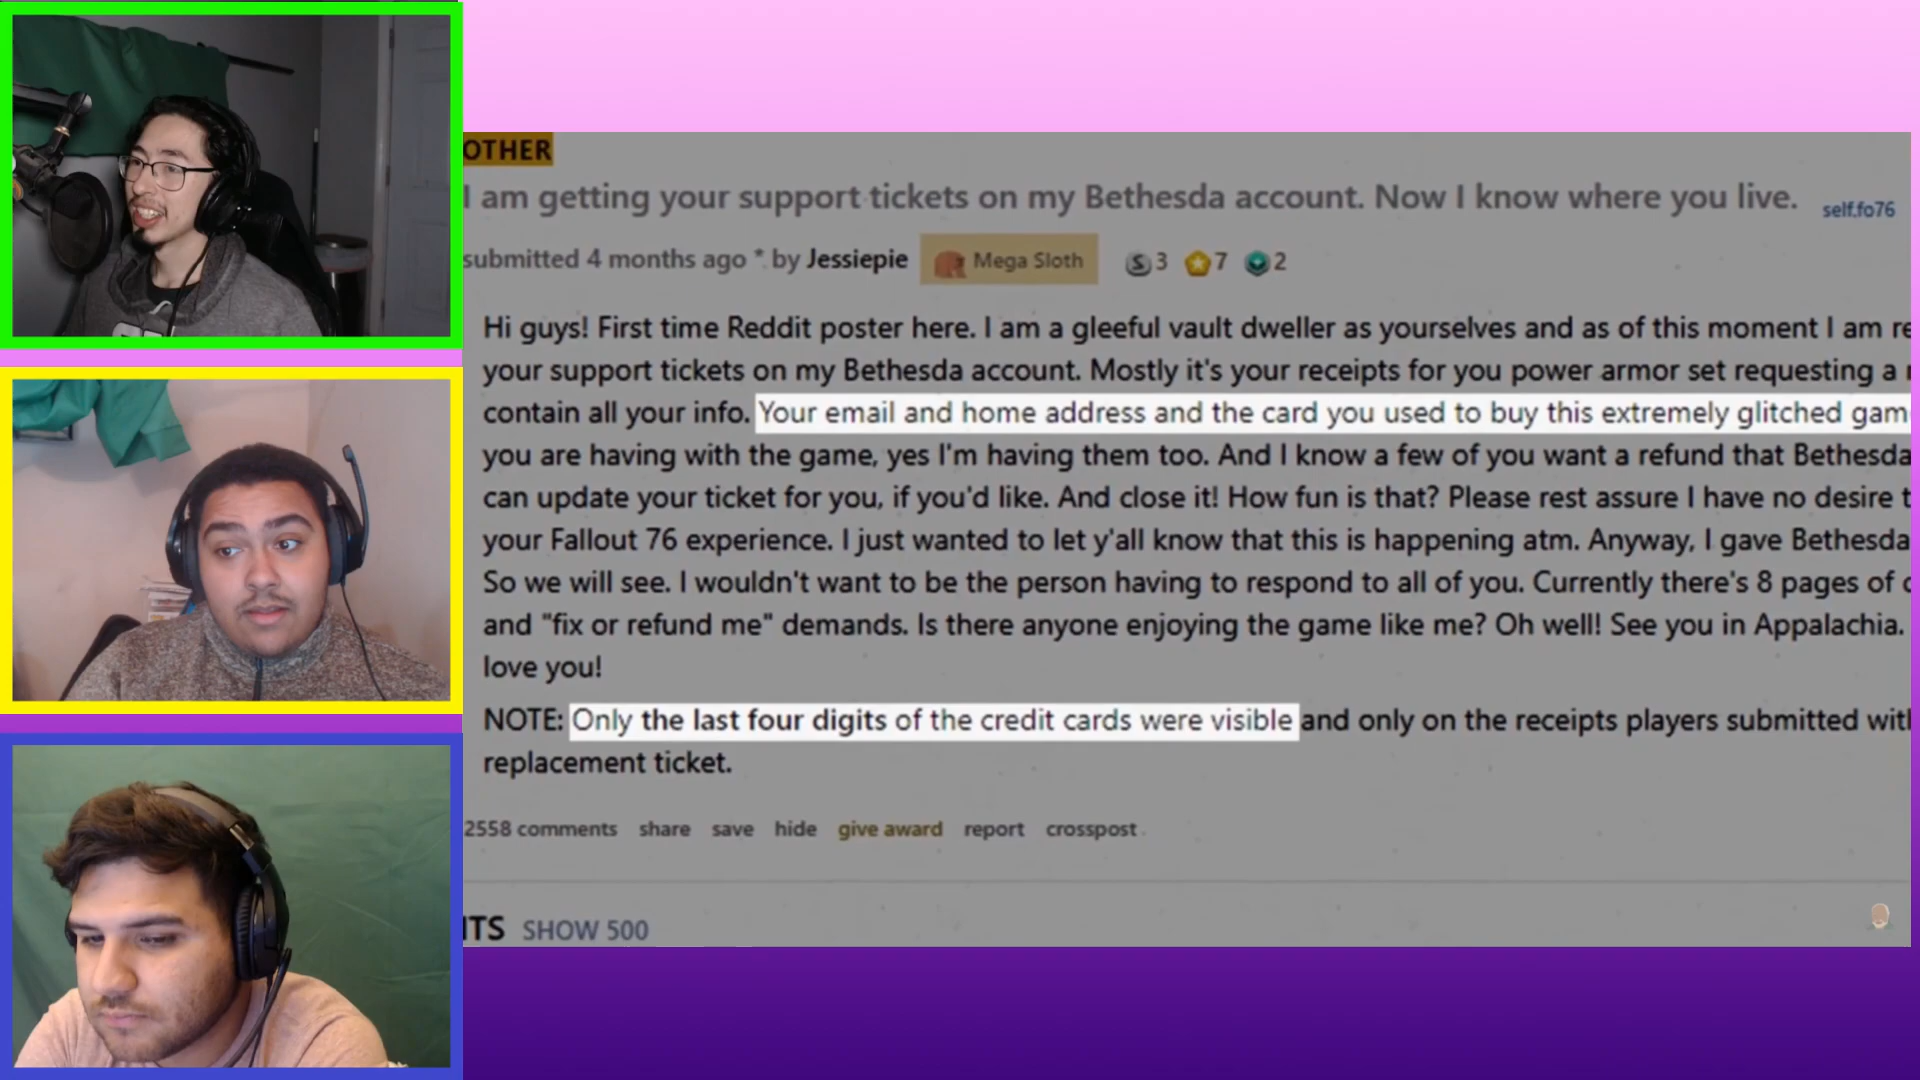 OTHER
I am getting your support tickets on my Bethesda account. Now I know where you live. self.fo76
submitted 4 months ago * by Jessiepie Mega Sloth 3 7 2
Hi guys! First time Reddit poster here. I am a gleeful vault dweller as yourselves and as of this moment I am re
your support tickets on my Bethesda account. Mostly it's your receipts for you power armor set requesting a
contain all your info. Your email and home address and the card you used to buy this extremely glitched gam
you are having with the game, yes I'm having them too. And I know a few of you want a refund that Bethesda
can update your ticket for you, if you'd like. And close it! How fun is that? Please rest assure I have no desire t
your Fallout 76 experience. I just wanted to let y'all know that this is happening atm. Anyway, I gave Bethesda
So we will see. I wouldn't want to be the person having to respond to all of you. Currently there's 8 pages of
and "fix or refund me" demands. Is there anyone enjoying the game like me? Oh well! See you in Appalachia.
love you!
NOTE: Only the last four digits of the credit cards were visible and only on the receipts players submitted wit
replacement ticket.
2558 comments share save hide give award report crosspost
NTS SHOW 500